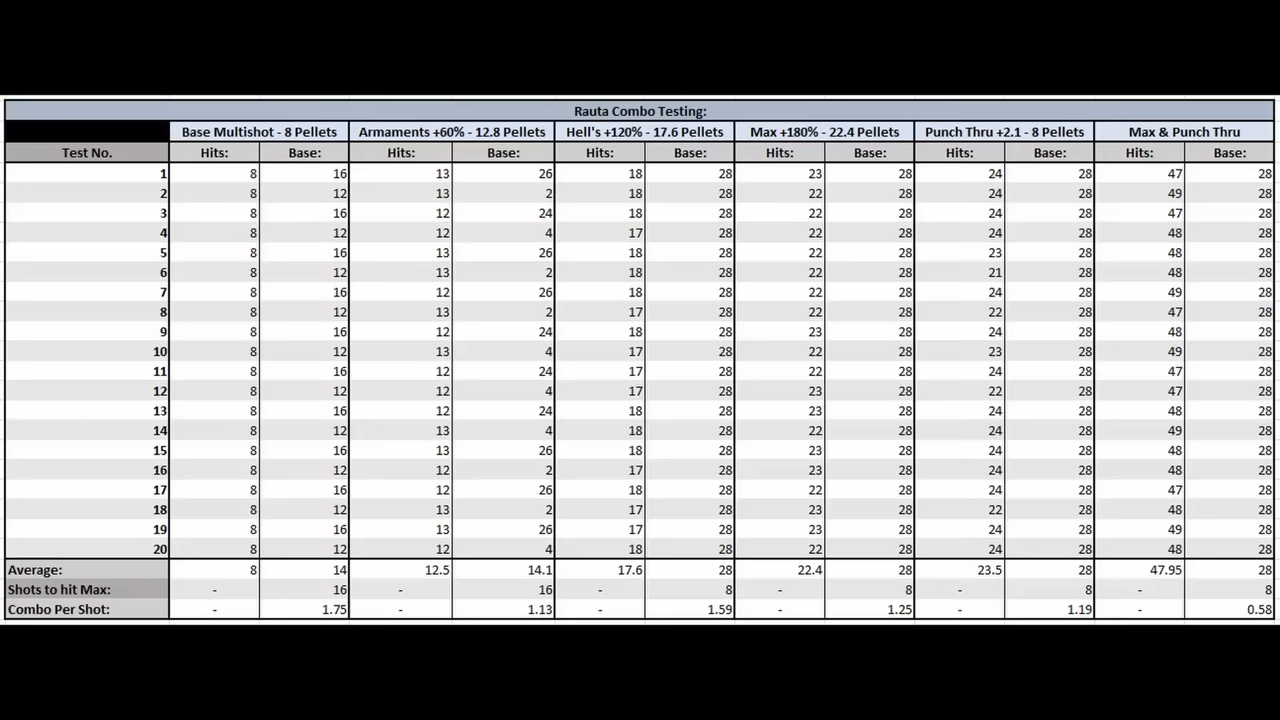 Rauta Combo Testing:
Base Multishot - 8 Pellets Armaments +60% - 12.8 Pellets Hell's +120% - 17.6 Pellets Max +180% - 22.4 Pellets Punch Thru +2.1 - 8 Pellets Max & Punch Thru
Test No. Hits: Base: Hits: Base: Hits: Base: Hits: Base: Hits: Base: Hits: Base:
1 8 16 13 26 18 28 23 28 24 28 47 28
2 8 12 13 2 18 28 22 28 24 28 49 28
3 8 16 12 24 18 28 22 28 24 28 47 28
4 8 12 12 4 17 28 22 28 24 28 48 28
5 8 16 13 26 18 28 22 28 23 28 48 28
6 8 12 13 2 18 28 22 28 21 28 48 28
7 8 16 12 26 18 28 22 28 24 28 49 28
8 8 12 13 2 17 28 23 28 22 28 47 28
9 8 16 12 24 18 28 23 28 24 28 48 28
10 8 12 13 4 17 28 22 28 23 28 49 28
11 8 16 12 24 17 28 22 28 24 28 47 28
12 8 12 12 4 17 28 23 28 22 28 47 28
13 8 16 12 24 18 28 23 28 24 28 48 28
14 8 12 13 4 18 28 22 28 24 28 49 28
15 8 16 13 26 18 28 23 28 24 28 48 28
16 8 12 12 2 17 28 23 28 24 28 48 28
17 8 16 12 26 18 28 22 28 24 28 47 28
18 8 12 13 2 17 28 23 28 22 28 48 28
19 8 16 13 26 17 28 23 28 24 28 49 28
20 8 12 12 4 18 28 22 28 24 28 48 28
Average: 8 14 12.5 14.1 17.6 28 22.4 28 23.5 28 47.95 28
Shots to hit Max: - 16 - 16 - 8 - 8 - 8 - 8
Combo Per Shot: - 1.75 - 1.13 - 1.59 - 1.25 - 1.19 - 0.58